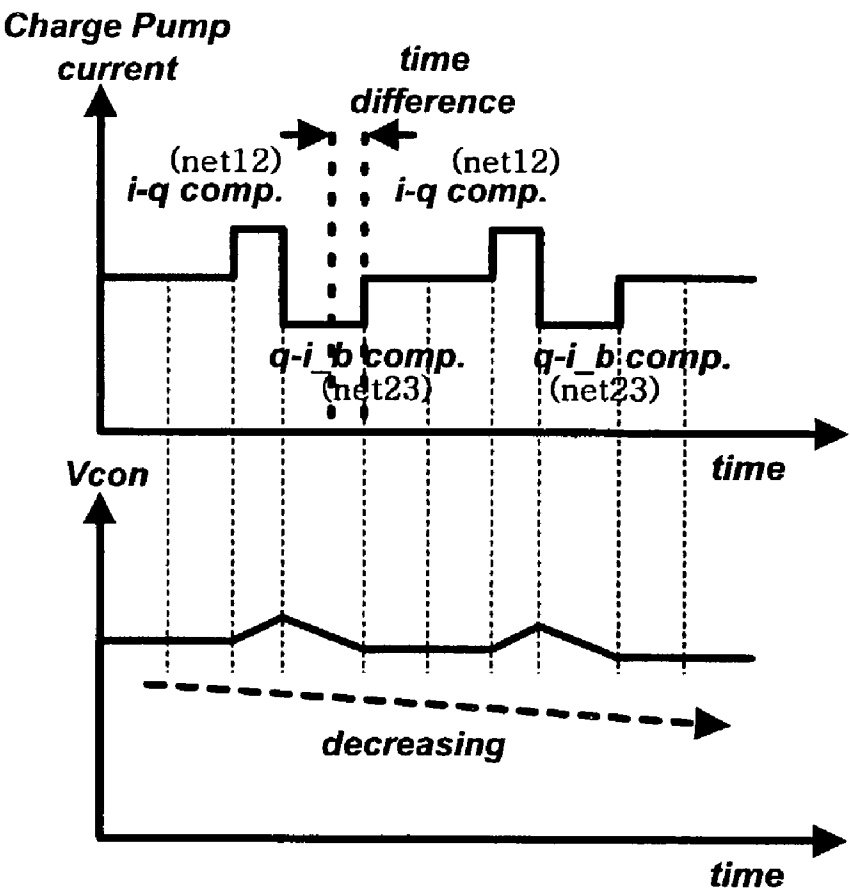 Charge Pump
current
time
difference
(net12)
i-q comp.
(net12)
i-q comp.
q-i_b comp.
(net23)
q-i_b comp.
(net23)
time
Vcon
decreasing
time